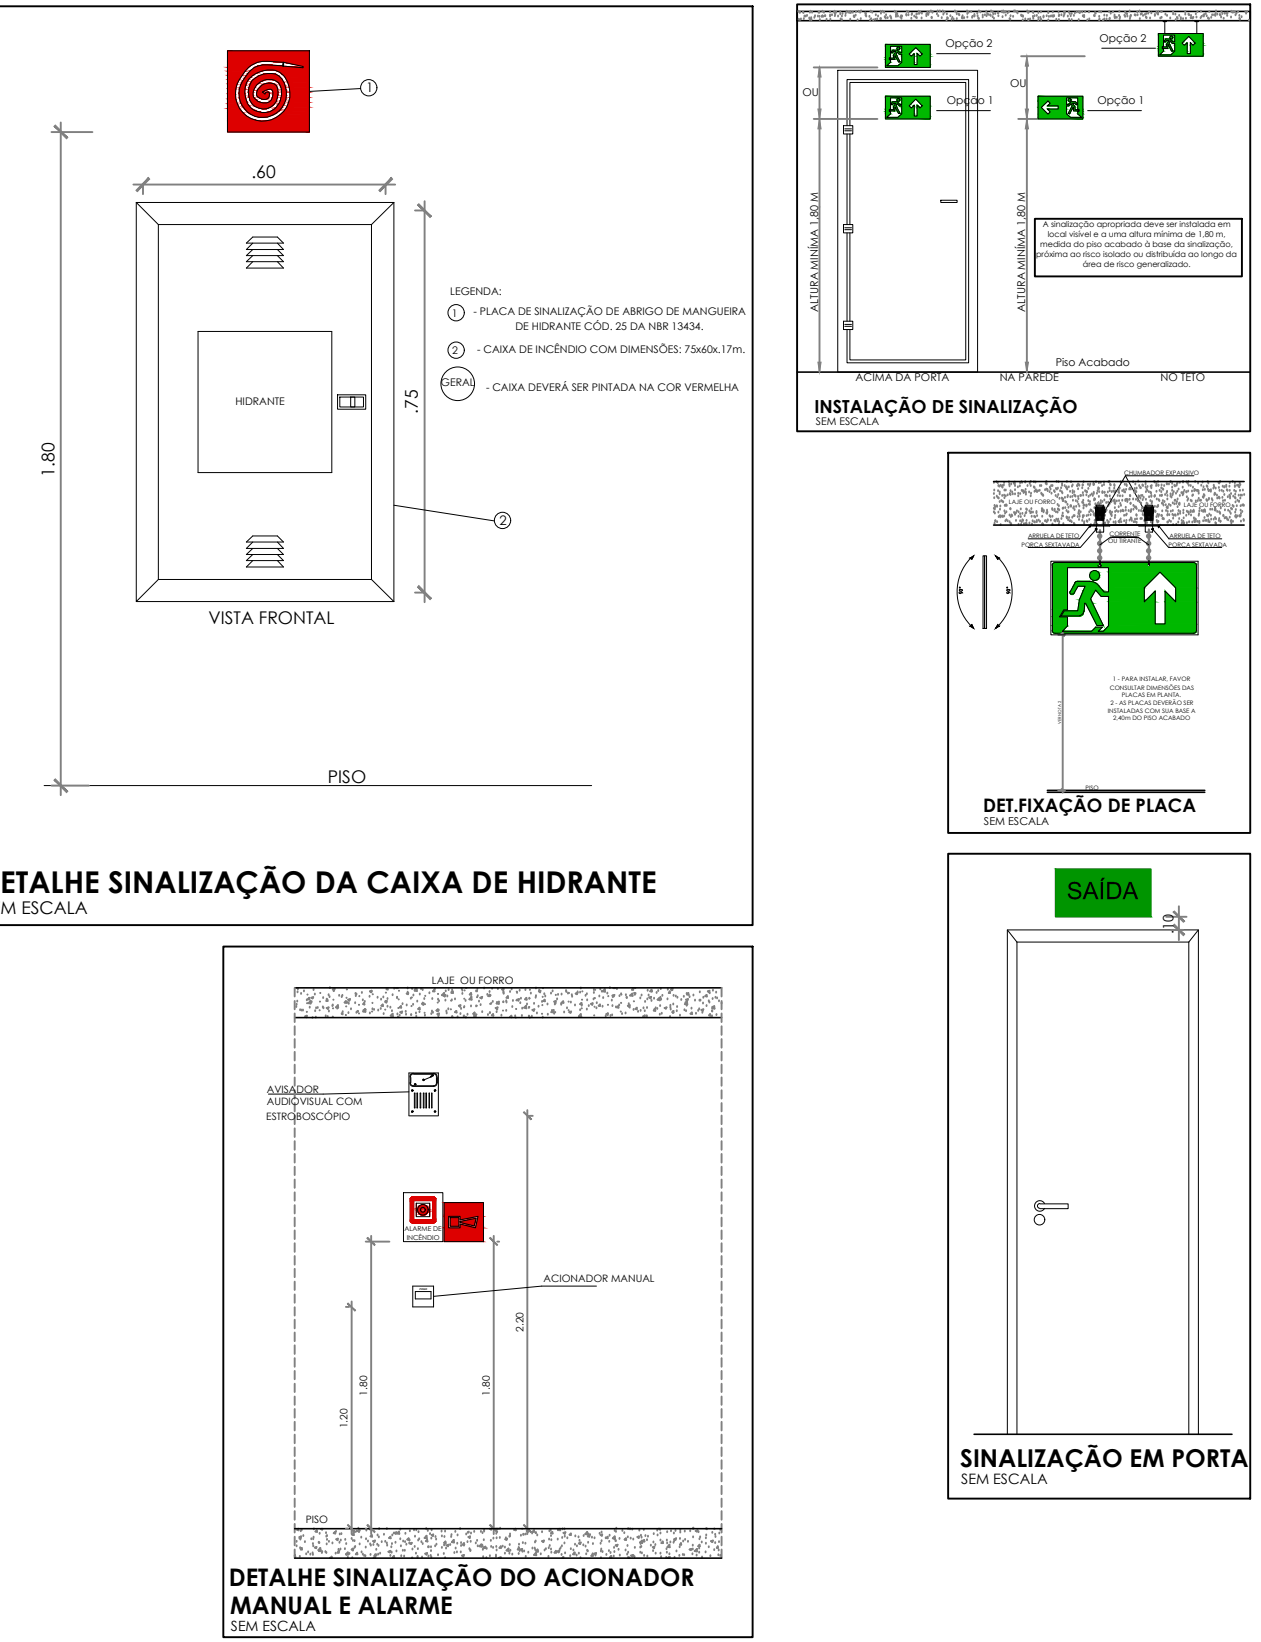 1
.60
LEGENDA:
1 - PLACA DE SINALIZAÇÃO DE ABRIGO DE MANGUEIRA
DE HIDRANTE CÓD. 25 DA NBR 13434.
2 - CAIXA DE INCÊNDIO COM DIMENSÕES: 75x60x.17m.
GERAL - CAIXA DEVERÁ SER PINTADA NA COR VERMELHA
HIDRANTE
.75
1.80
2
VISTA FRONTAL
PISO
ETALHE SINALIZAÇÃO DA CAIXA DE HIDRANTE
M ESCALA
Opção 2
Opção 2
OU
OU
Opção 1
Opção 1
ALTURA MINÍMA 1,80 M
ALTURA MINÍMA 1,80 M
A sinalização apropriada deve ser instalada em
local visível e a uma altura mínima de 1,80 m,
medida do piso acabado à base da sinalização,
próxima ao risco isolado ou distribuída ao longo da
área de risco generalizado.
Piso Acabado
ACIMA DA PORTA
NA PAREDE
NO TETO
INSTALAÇÃO DE SINALIZAÇÃO
SEM ESCALA
CHUMBADOR EXPANSIVO
LAJE OU FORRO
LAJE OU FORRO
ARRUELA DE TETO
PORCA SEXTAVADA
CORRENTE
OU TIRANTE
ARRUELA DE TETO
PORCA SEXTAVADA
90°
90°
1 - PARA INSTALAR, FAVOR
CONSULTAR DIMENSÕES DAS
PLACAS EM PLANTA.
2 - AS PLACAS DEVERÃO SER
INSTALADAS COM SUA BASE A
2,40m DO PISO ACABADO
VER NOTA 2
PISO
DET.FIXAÇÃO DE PLACA
SEM ESCALA
SAÍDA
.10
SINALIZAÇÃO EM PORTA
SEM ESCALA
LAJE OU FORRO
AVISADOR
AUDIOVISUAL COM
ESTROBOSCÓPIO
ALARME DE
INCÊNDIO
ACIONADOR MANUAL
2.20
1.80
1.80
1.20
PISO
DETALHE SINALIZAÇÃO DO ACIONADOR
MANUAL E ALARME
SEM ESCALA